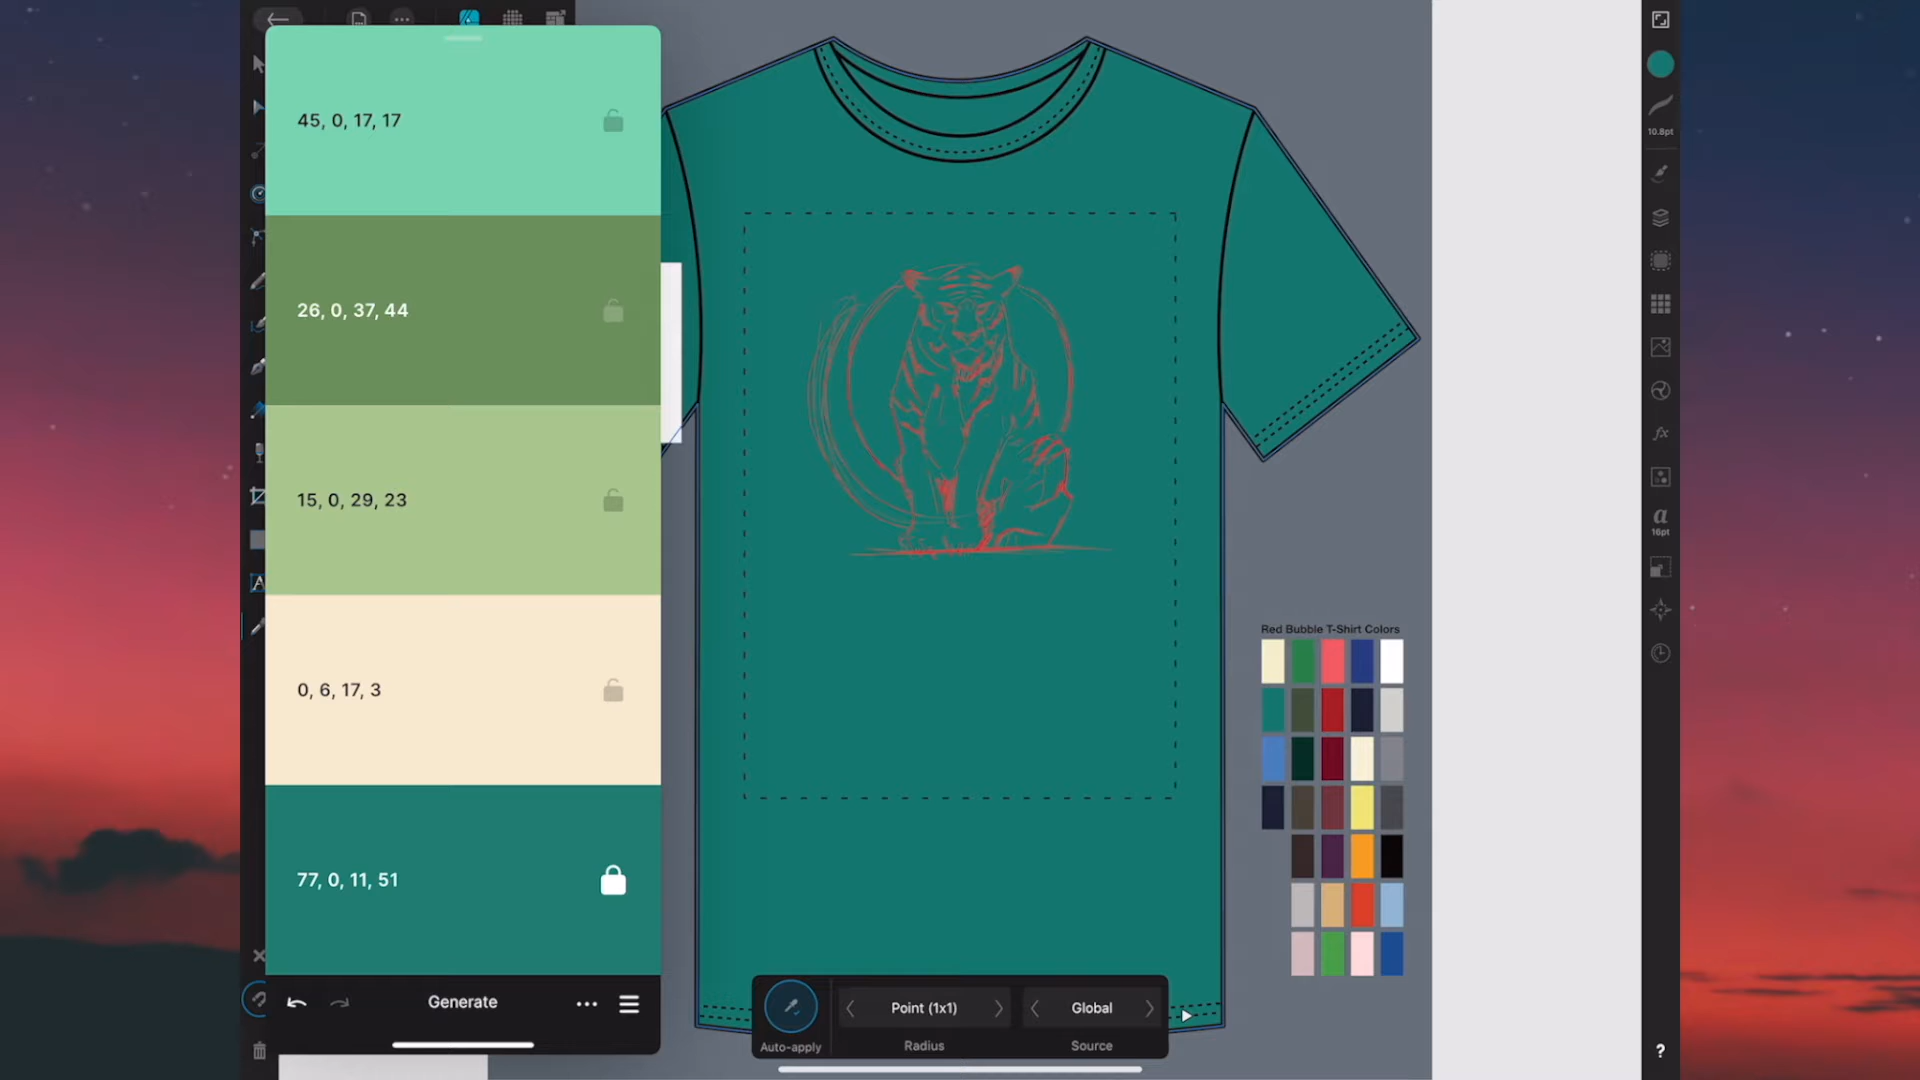 45, 0, 17, 17
26, 0, 37, 44
15, 0, 29, 23
0, 6, 17, 3
77, 0, 11, 51
Generate
Auto-apply
Point (1x1)
Radius
Global
Source
Red Bubble T-Shirt Colors
10.8pt
fx
a
16pt
?
A